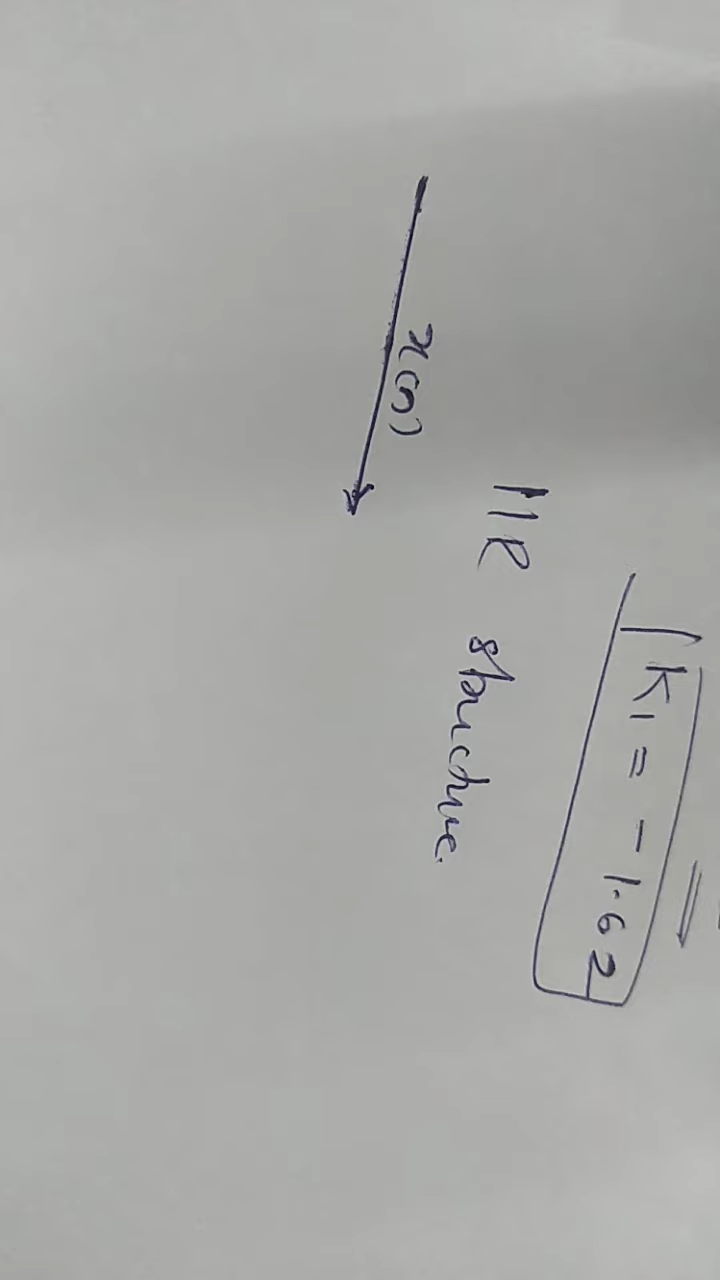 K1 = -1.62
IIR structure.
x(n)